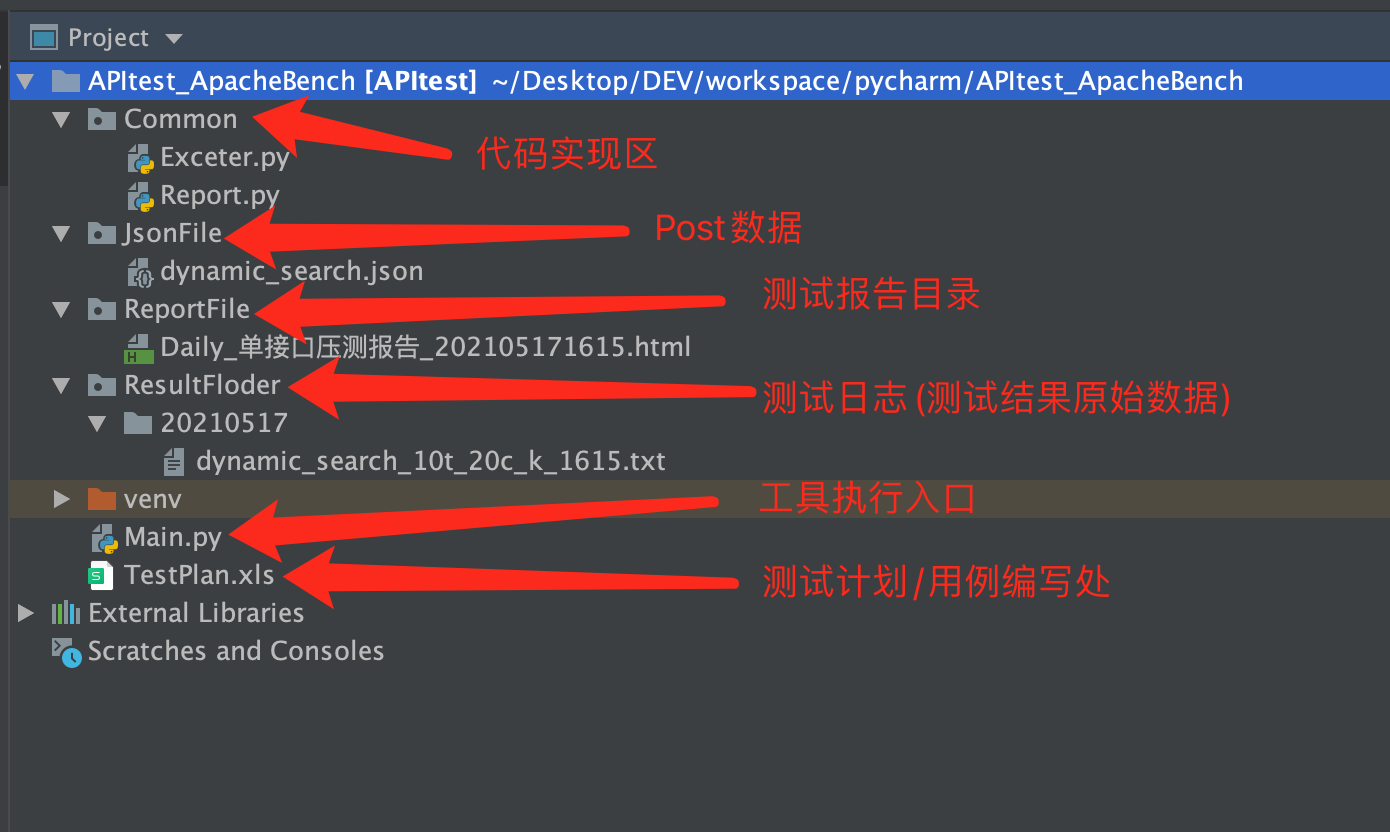 Project
APItest_ApacheBench [APItest] ~/Desktop/DEV/workspace/pycharm/APItest_ApacheBench
Common
代码实现区
Exceter.py
Report.py
JsonFile
Post数据
dynamic_search.json
ReportFile
测试报告目录
Daily_单接口压测报告_202105171615.html
ResultFloder
测试日志(测试结果原始数据)
20210517
dynamic_search_10t_20c_k_1615.txt
venv
工具执行入口
Main.py
TestPlan.xls
测试计划/用例编写处
External Libraries
Scratches and Consoles